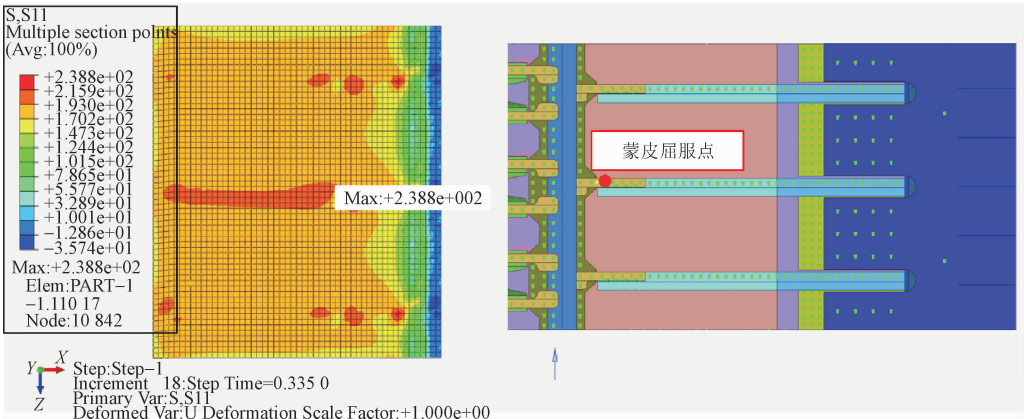 S,S11
Multiple section points
(Avg:100%)
+2.388e+02
+2.159e+02
+1.930e+02
+1.702e+02
+1.473e+02
+1.244e+02
+1.015e+02
+7.865e+01
+5.577e+01
+3.289e+01
+1.001e+01
−1.286e+01
−3.574e+01
Max:+2.388e+02
Elem:PART−1
−1.110 17
Node:10 842
Max:+2.388e+002
蒙皮屈服点
Y X
Z
Step:Step−1
Increment 18:Step Time=0.335 0
Primary Var:S,S11
Deformed Var:U Deformation Scale Factor:+1.000e+00